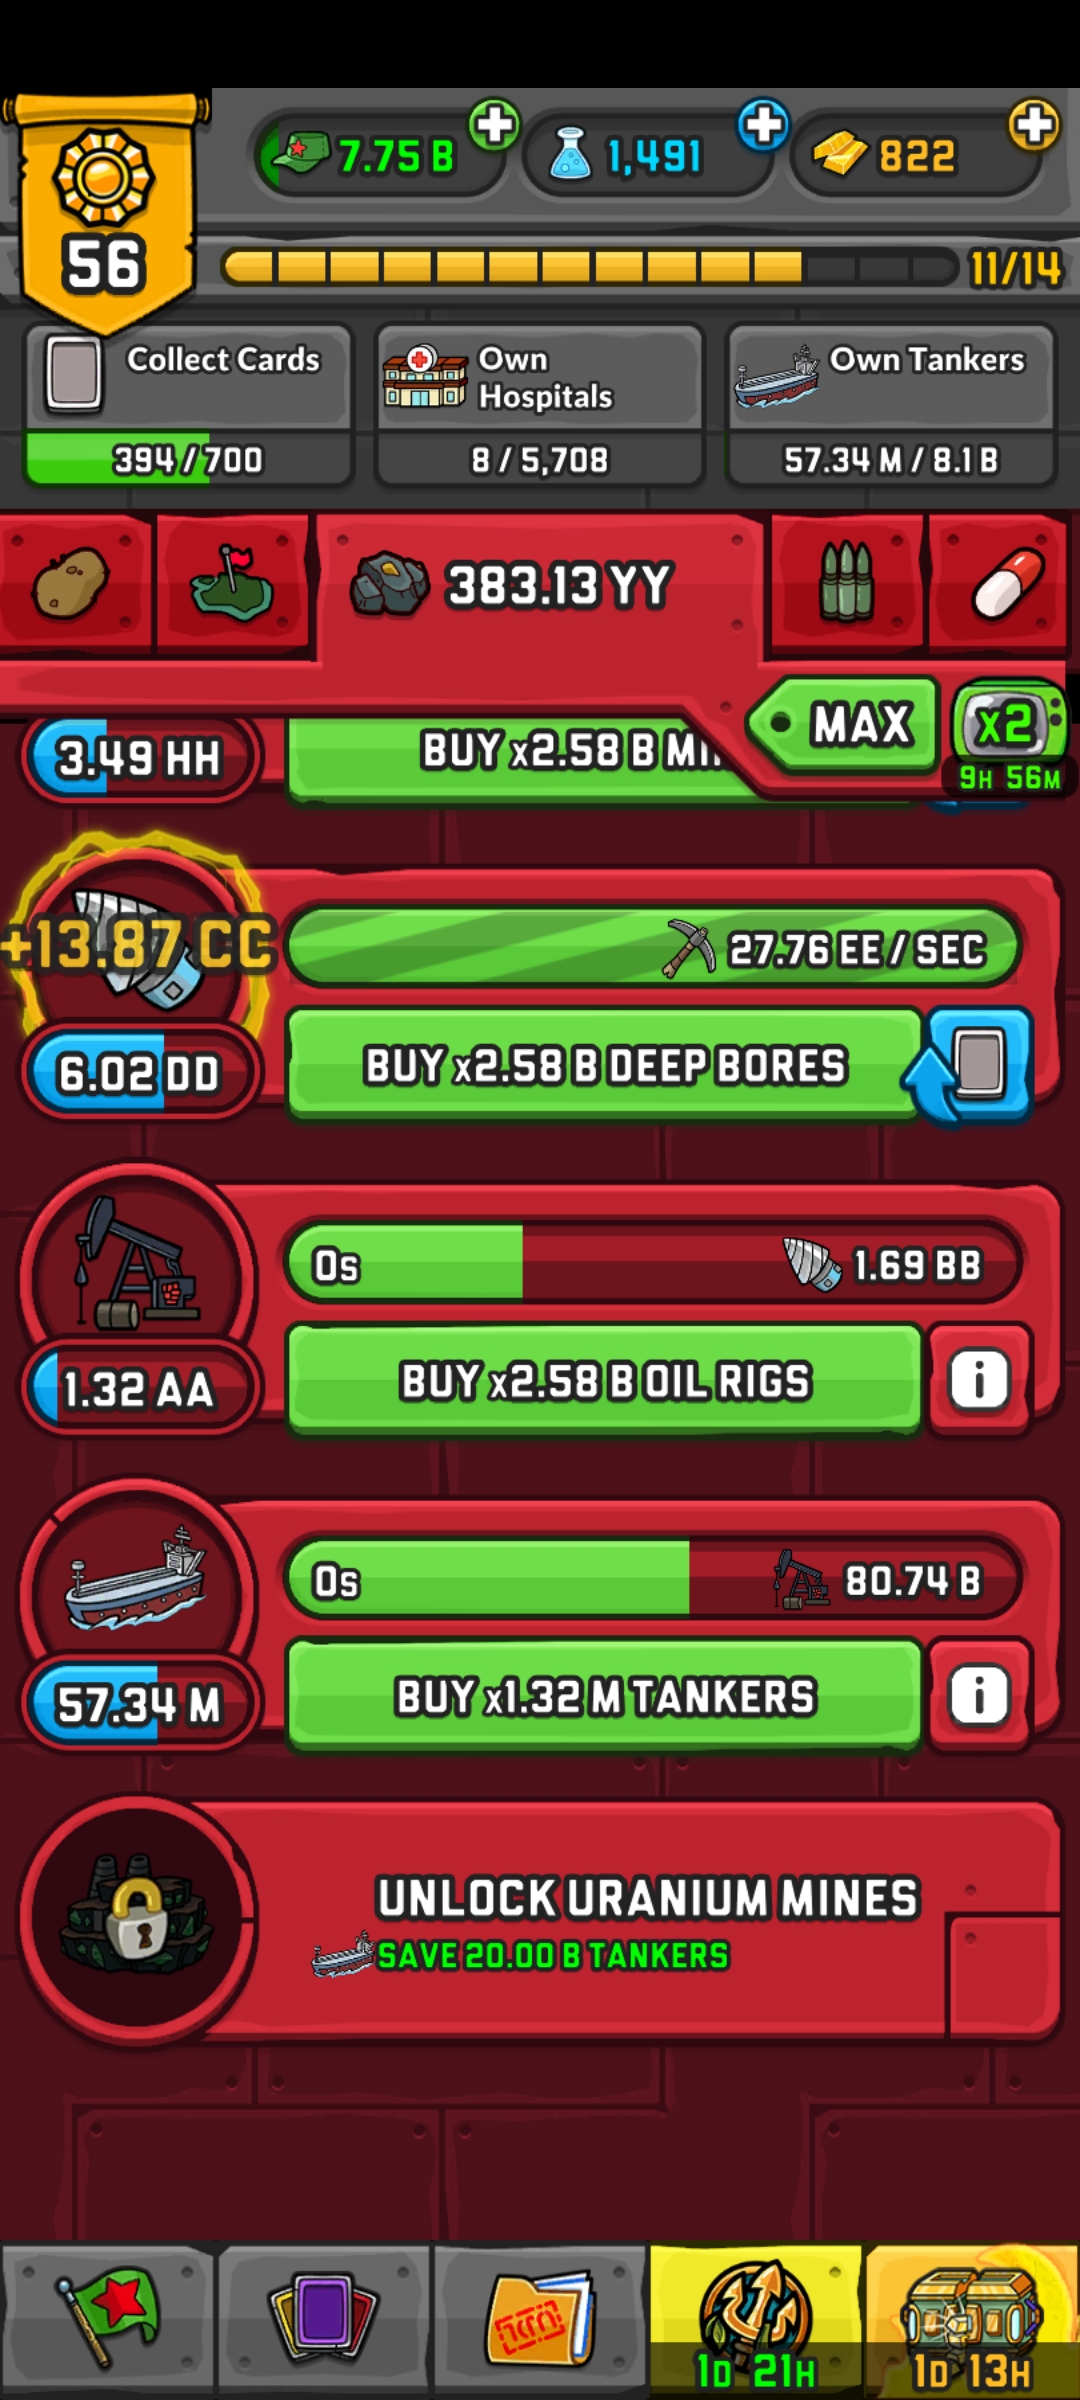 7.75 B
1,491
822
56
11/14
Collect Cards
394 / 700
Own
Hospitals
8 / 5,708
Own Tankers
57.34 M / 8.1 B
383.13 YY
MAX
x2
9H 56M
3.49 HH
BUY x2.58 B
+13.87 CC
27.76 EE / SEC
6.02 DD
BUY x2.58 B DEEP BORES
0s
1.69 BB
1.32 AA
BUY x2.58 B OIL RIGS
i
0s
80.74 B
57.34 M
BUY x1.32 M TANKERS
i
UNLOCK URANIUM MINES
SAVE 20.00 B TANKERS
1D 21H
1D 13H